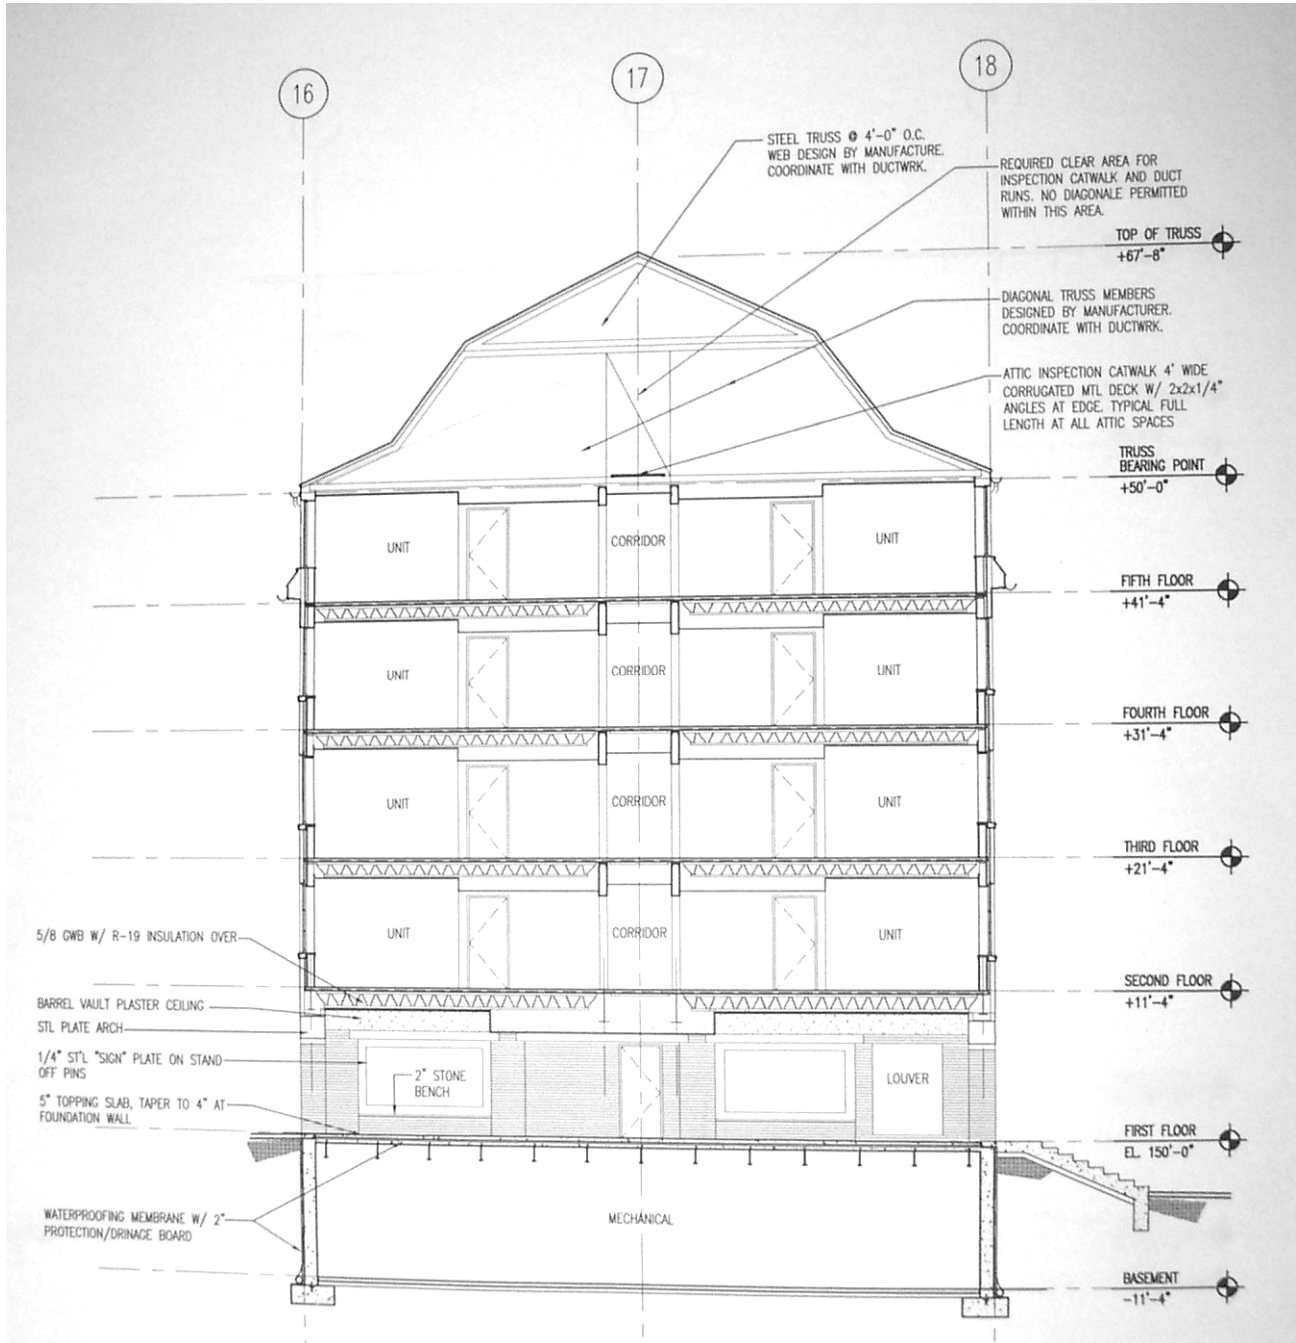 16
17
18
STEEL TRUSS @ 4'-0" O.C.
WEB DESIGN BY MANUFACTURE.
COORDINATE WITH DUCTWRK.
REQUIRED CLEAR AREA FOR
INSPECTION CATWALK AND DUCT
RUNS. NO DIAGONALE PERMITTED
WITHIN THIS AREA.
TOP OF TRUSS
+67'-8"
DIAGONAL TRUSS MEMBERS
DESIGNED BY MANUFACTURER.
COORDINATE WITH DUCTWRK.
ATTIC INSPECTION CATWALK 4' WIDE
CORRUGATED MTL DECK W/ 2x2x1/4"
ANGLES AT EDGE. TYPICAL FULL
LENGTH AT ALL ATTIC SPACES
TRUSS
BEARING POINT
+50'-0"
UNIT
CORRIDOR
UNIT
FIFTH FLOOR
+41'-4"
UNIT
CORRIDOR
UNIT
FOURTH FLOOR
+31'-4"
UNIT
CORRIDOR
UNIT
THIRD FLOOR
+21'-4"
UNIT
CORRIDOR
UNIT
5/8 GWB W/ R-19 INSULATION OVER
SECOND FLOOR
+11'-4"
BARREL VAULT PLASTER CEILING
STL PLATE ARCH
1/4" ST'L "SIGN" PLATE ON STAND
OFF PINS
2" STONE
BENCH
LOUVER
5" TOPPING SLAB, TAPER TO 4" AT
FOUNDATION WALL
FIRST FLOOR
EL. 150'-0"
WATERPROOFING MEMBRANE W/ 2"
PROTECTION/DRINAGE BOARD
MECHANICAL
BASEMENT
-11'-4"